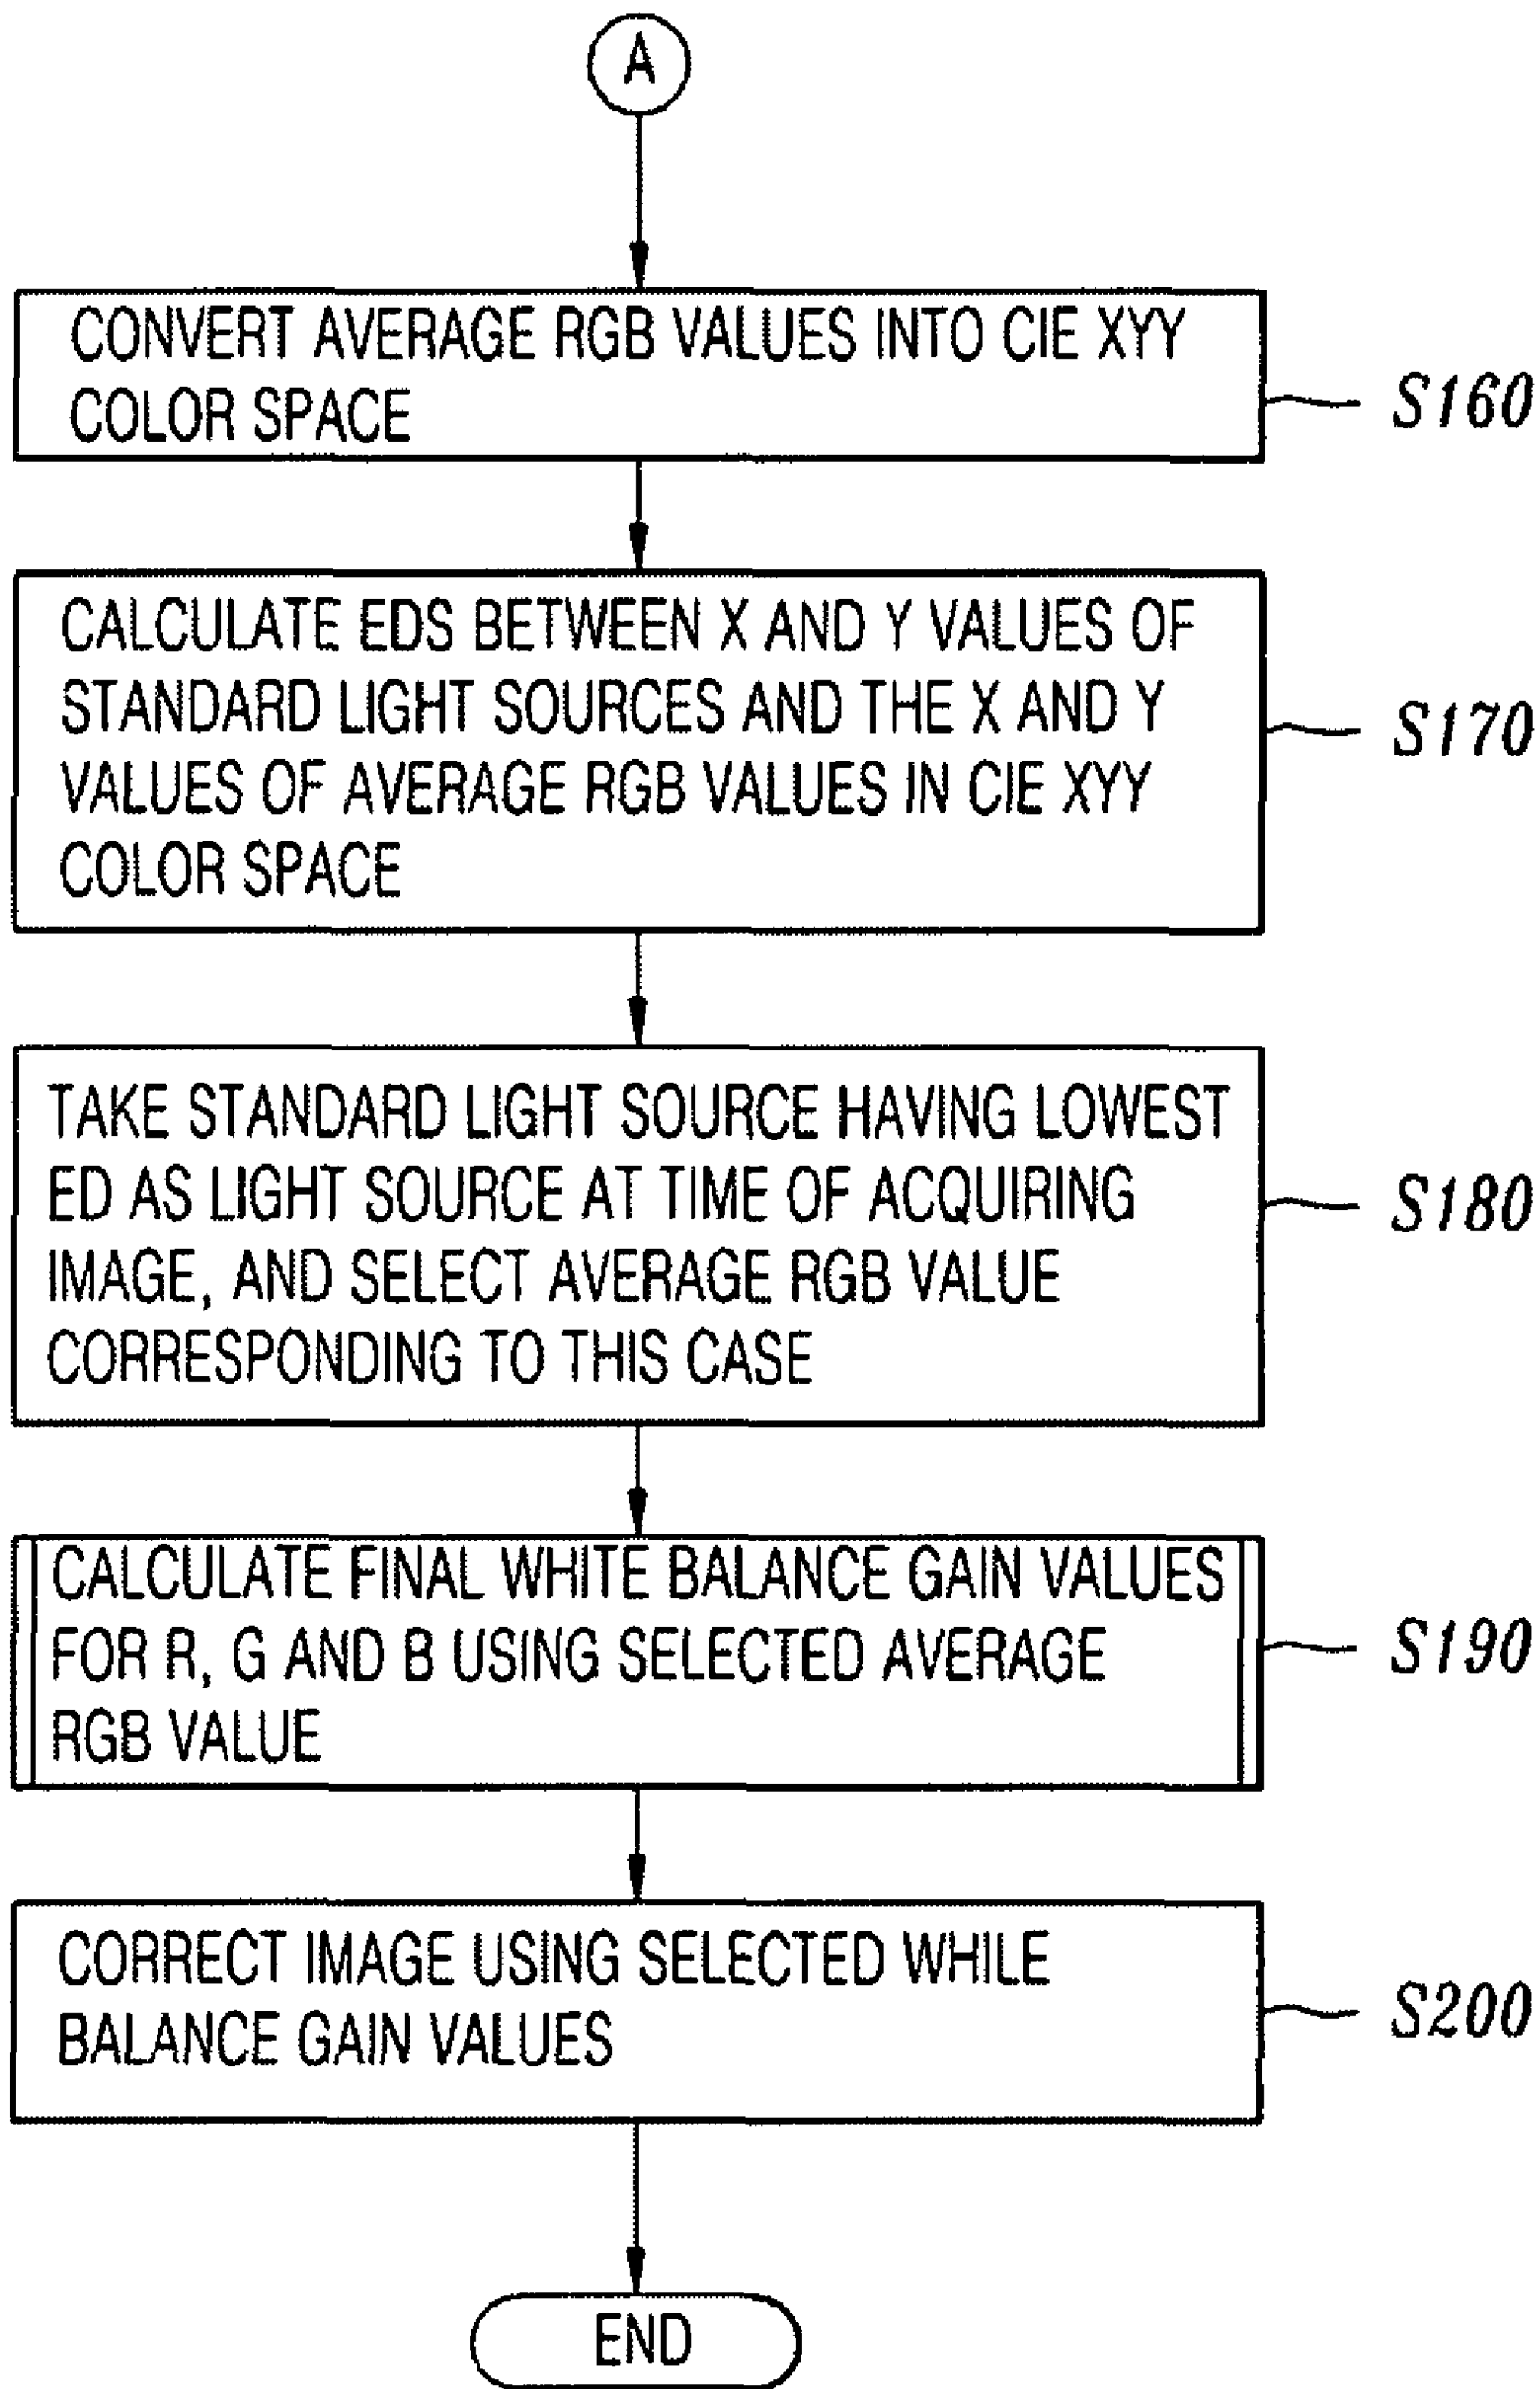 A
CONVERT AVERAGE RGB VALUES INTO CIE XYY
COLOR SPACE
S160
CALCULATE EDS BETWEEN X AND Y VALUES OF
STANDARD LIGHT SOURCES AND THE X AND Y
VALUES OF AVERAGE RGB VALUES IN CIE XYY
COLOR SPACE
S170
TAKE STANDARD LIGHT SOURCE HAVING LOWEST
ED AS LIGHT SOURCE AT TIME OF ACQUIRING
IMAGE, AND SELECT AVERAGE RGB VALUE
CORRESPONDING TO THIS CASE
S180
CALCULATE FINAL WHITE BALANCE GAIN VALUES
FOR R, G AND B USING SELECTED AVERAGE
RGB VALUE
S190
CORRECT IMAGE USING SELECTED WHILE
BALANCE GAIN VALUES
S200
END